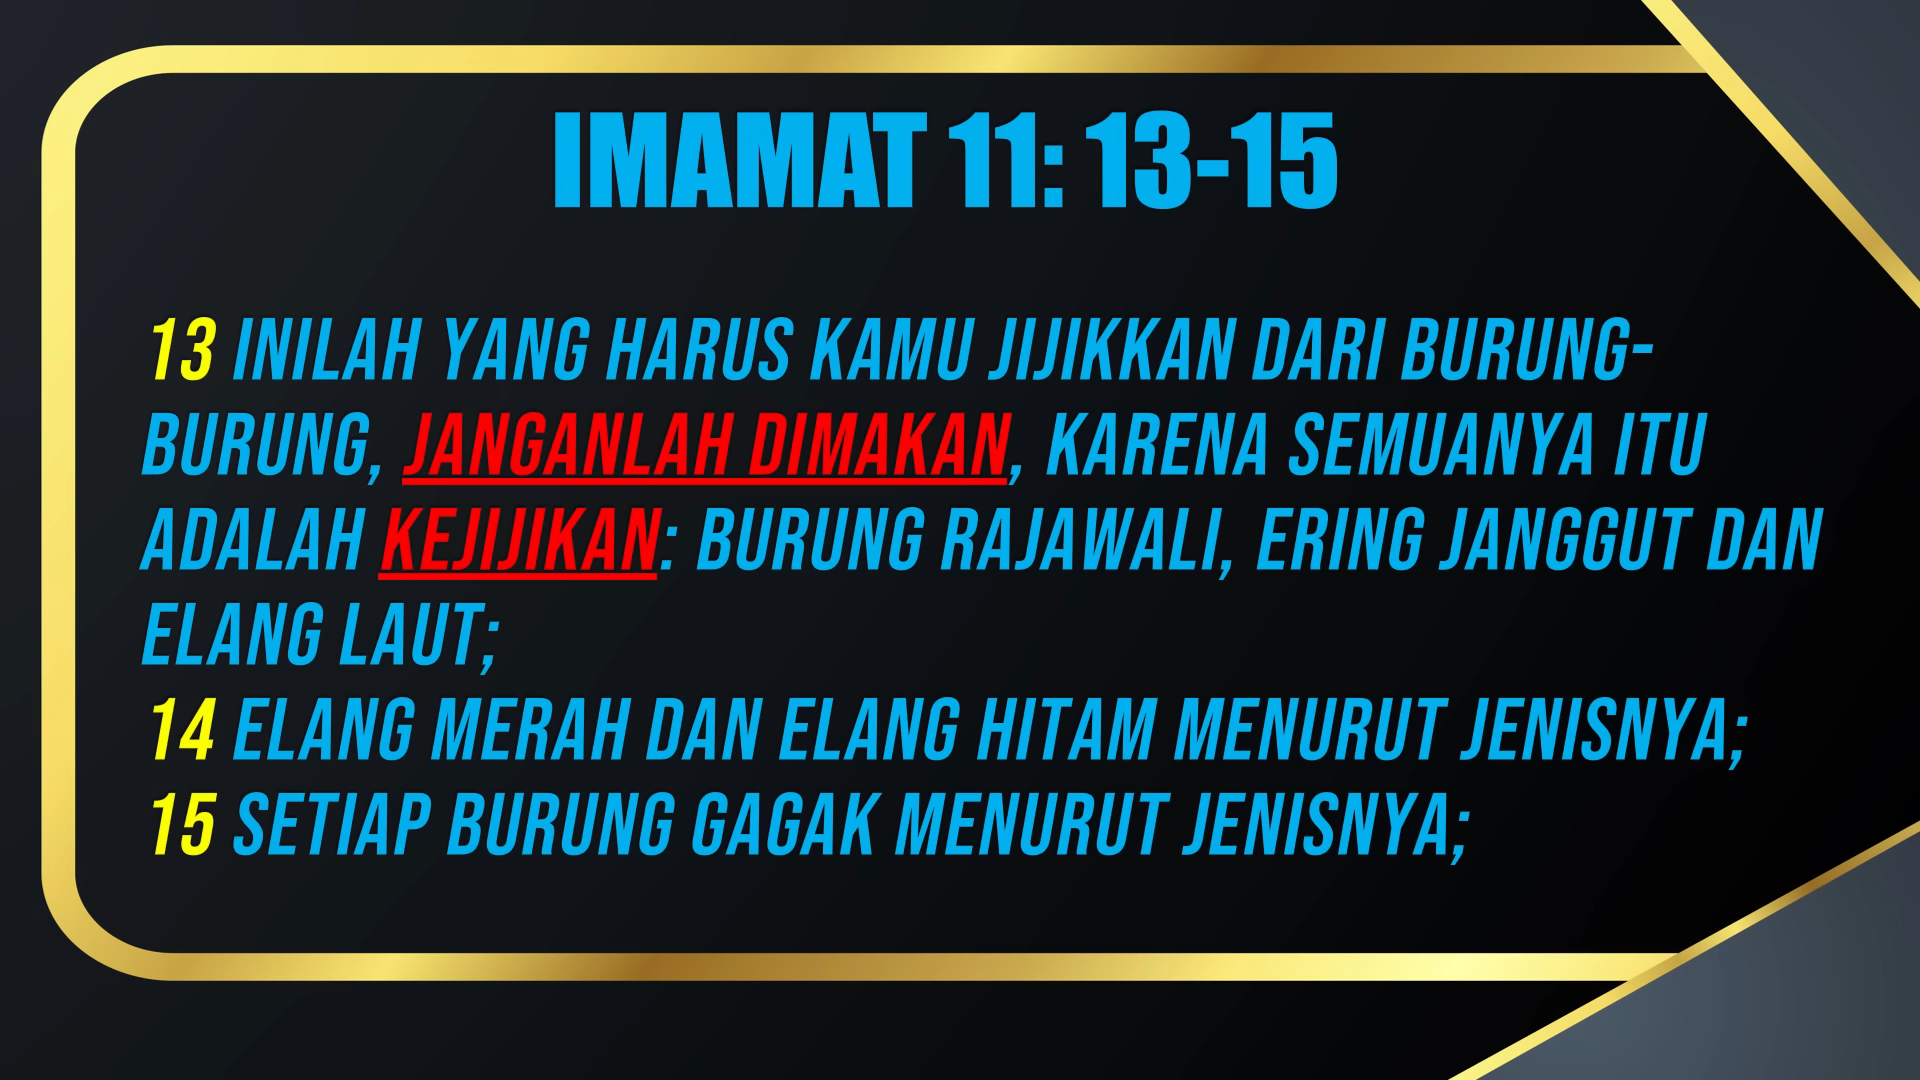 IMAMAT 11: 13-15
13 INILAH YANG HARUS KAMU JIJIKKAN DARI BURUNG-
BURUNG, JANGANLAH DIMAKAN, KARENA SEMUANYA ITU
ADALAH KEJIJIKAN: BURUNG RAJAWALI, ERING JANGGUT DAN
ELANG LAUT;
14 ELANG MERAH DAN ELANG HITAM MENURUT JENISNYA;
15 SETIAP BURUNG GAGAK MENURUT JENISNYA;